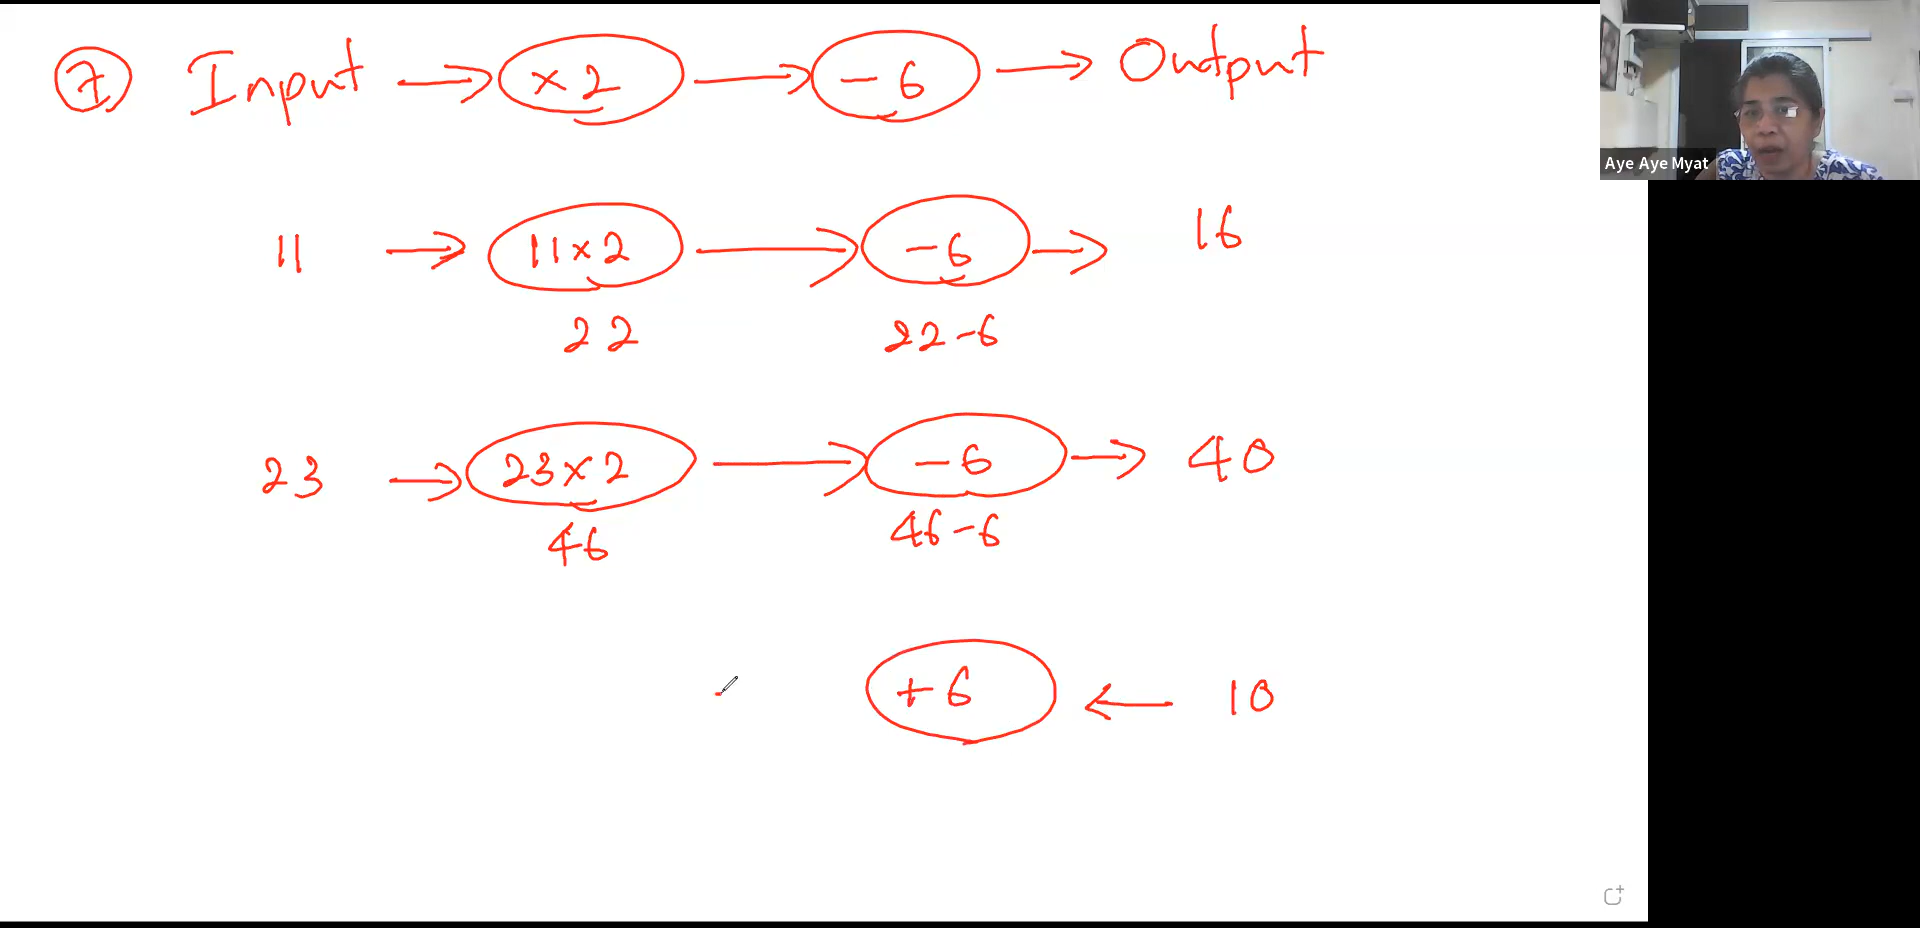 7 Input → ×2 → -6 → Output
Aye Aye Myat
11 → 11×2 → -6 → 16
22 22-6
23 → 23×2 → -6 → 40
46 46-6
+6 ← 10